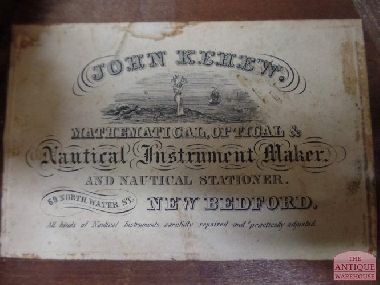 JOHN KEHEW.
MATHEMATICAL, OPTICAL &
Nautical Instrument Maker.
AND NAUTICAL STATIONER.
69 NORTH WATER ST.
NEW BEDFORD.
All kinds of Nautical Instruments carefully repaired and practically adjusted.
THE
ANTIQUE
WAREHOUSE